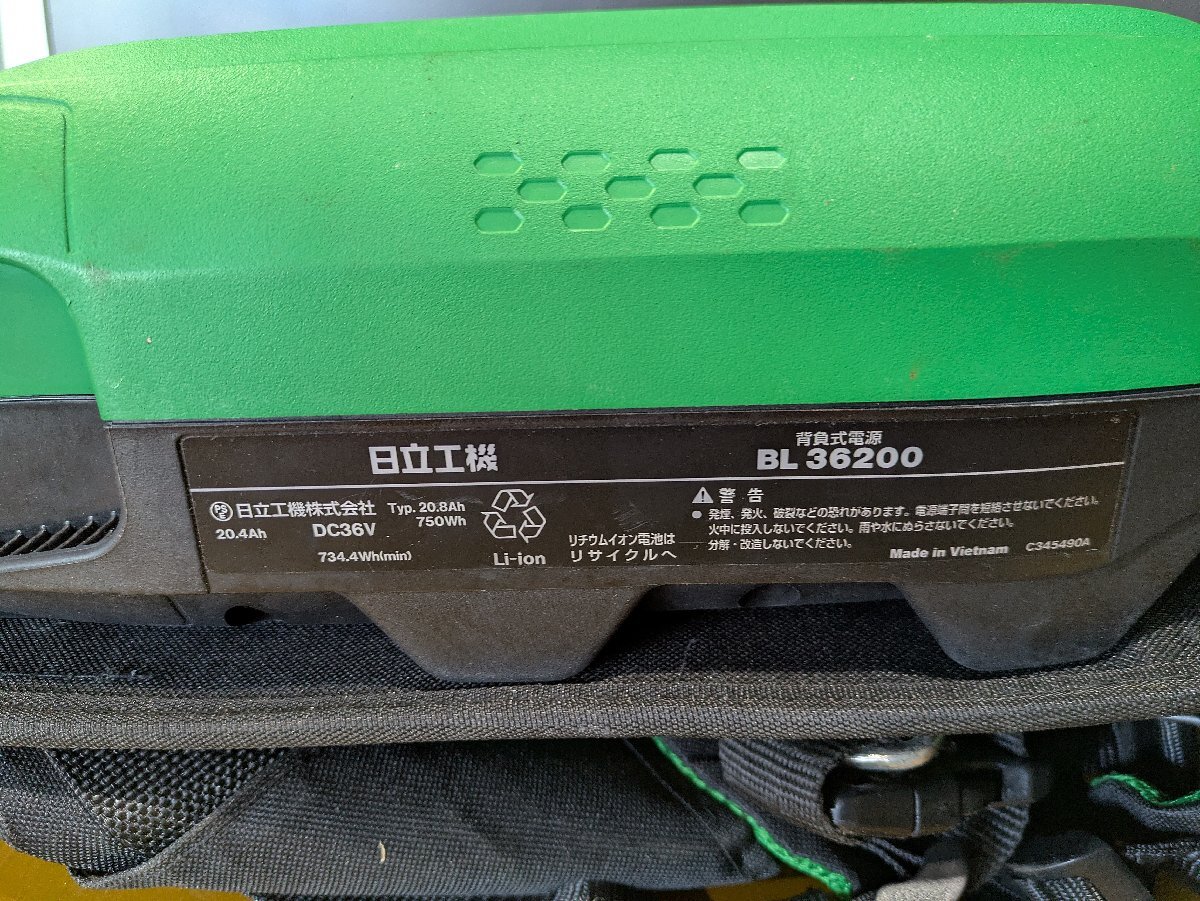 日立工機
背負式電源
BL 36200
PSE 日立工機株式会社 Typ. 20.8Ah
20.4Ah DC36V 750Wh
734.4Wh(min)
Li-ion
リチウムイオン電池は
リサイクルへ
警告
● 発煙、発火、破裂などの恐れがあります。電源端子間を短絡させないでください。
火中に投入しないでください。雨や水にぬらさないでください。
分解・改造しないでください。
Made in Vietnam C345490A